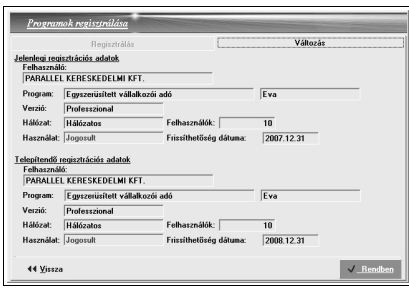 Programok regisztrálása
Regisztrálás Változás
Jelenlegi regisztrációs adatok
Felhasználó:
PARALLEL KERESKEDELMI KFT.
Program: Egyszerüsített vállalkozói adó Eva
Verzió: Professzional
Hálózat: Hálózatos Felhasználók: 10
Használat: Jogosult Frissíthetőség dátuma: 2007.12.31
Telepítendő regisztrációs adatok
Felhasználó:
PARALLEL KERESKEDELMI KFT.
Program: Egyszerüsített vállalkozói adó Eva
Verzió: Professzional
Hálózat: Hálózatos Felhasználók: 10
Használat: Jogosult Frissíthetőség dátuma: 2008.12.31
Vissza Rendben